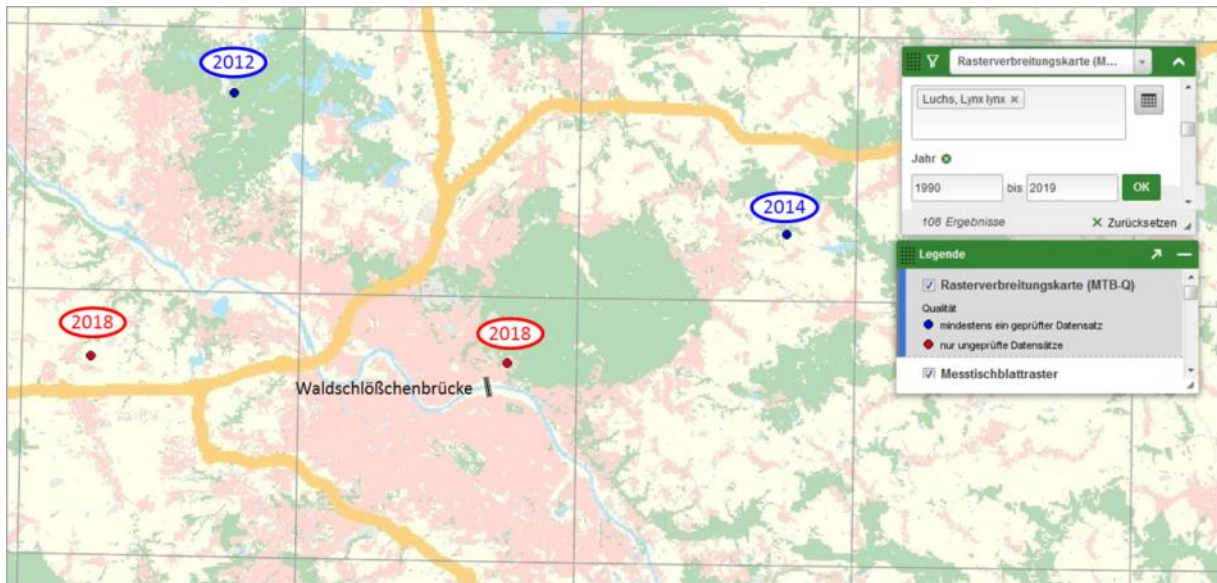 2012
2014
2018
2018
Waldschlößchenbrücke
Rasterverbreitungskarte (M...
Luchs, Lynx lynx ×
Jahr
1990 bis 2019 OK
108 Ergebnisse × Zurücksetzen
Legende
Rasterverbreitungskarte (MTB-Q)
Qualität
mindestens ein geprüfter Datensatz
nur ungeprüfte Datensätze
Messtischblattraster